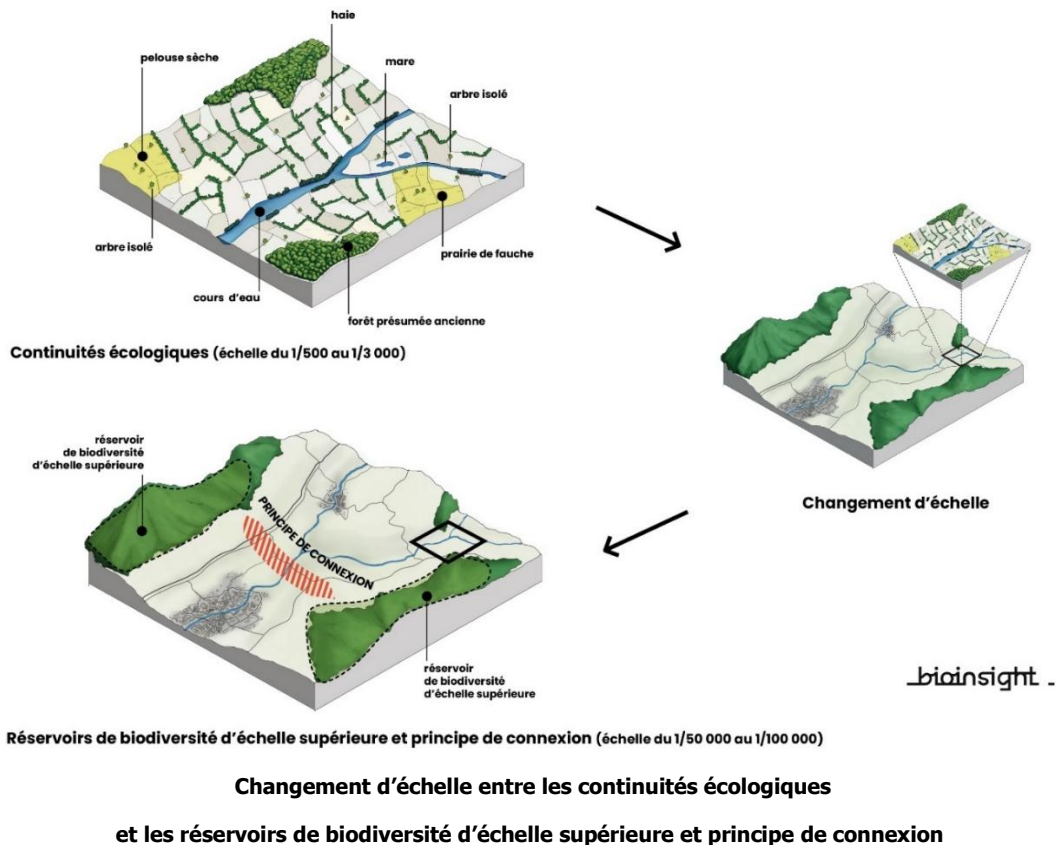 haie
pelouse sèche
mare
arbre isolé
arbre isolé
prairie de fauche
cours d'eau
forêt présumée ancienne
Continuités écologiques (échelle du 1/500 au 1/3 000)
Changement d'échelle
réservoir
de biodiversité
d'échelle supérieure
PRINCIPE DE CONNEXION
réservoir
de biodiversité
d'échelle supérieure
bioinsight
Réservoirs de biodiversité d'échelle supérieure et principe de connexion (échelle du 1/50 000 au 1/100 000)
Changement d'échelle entre les continuités écologiques
et les réservoirs de biodiversité d'échelle supérieure et principe de connexion